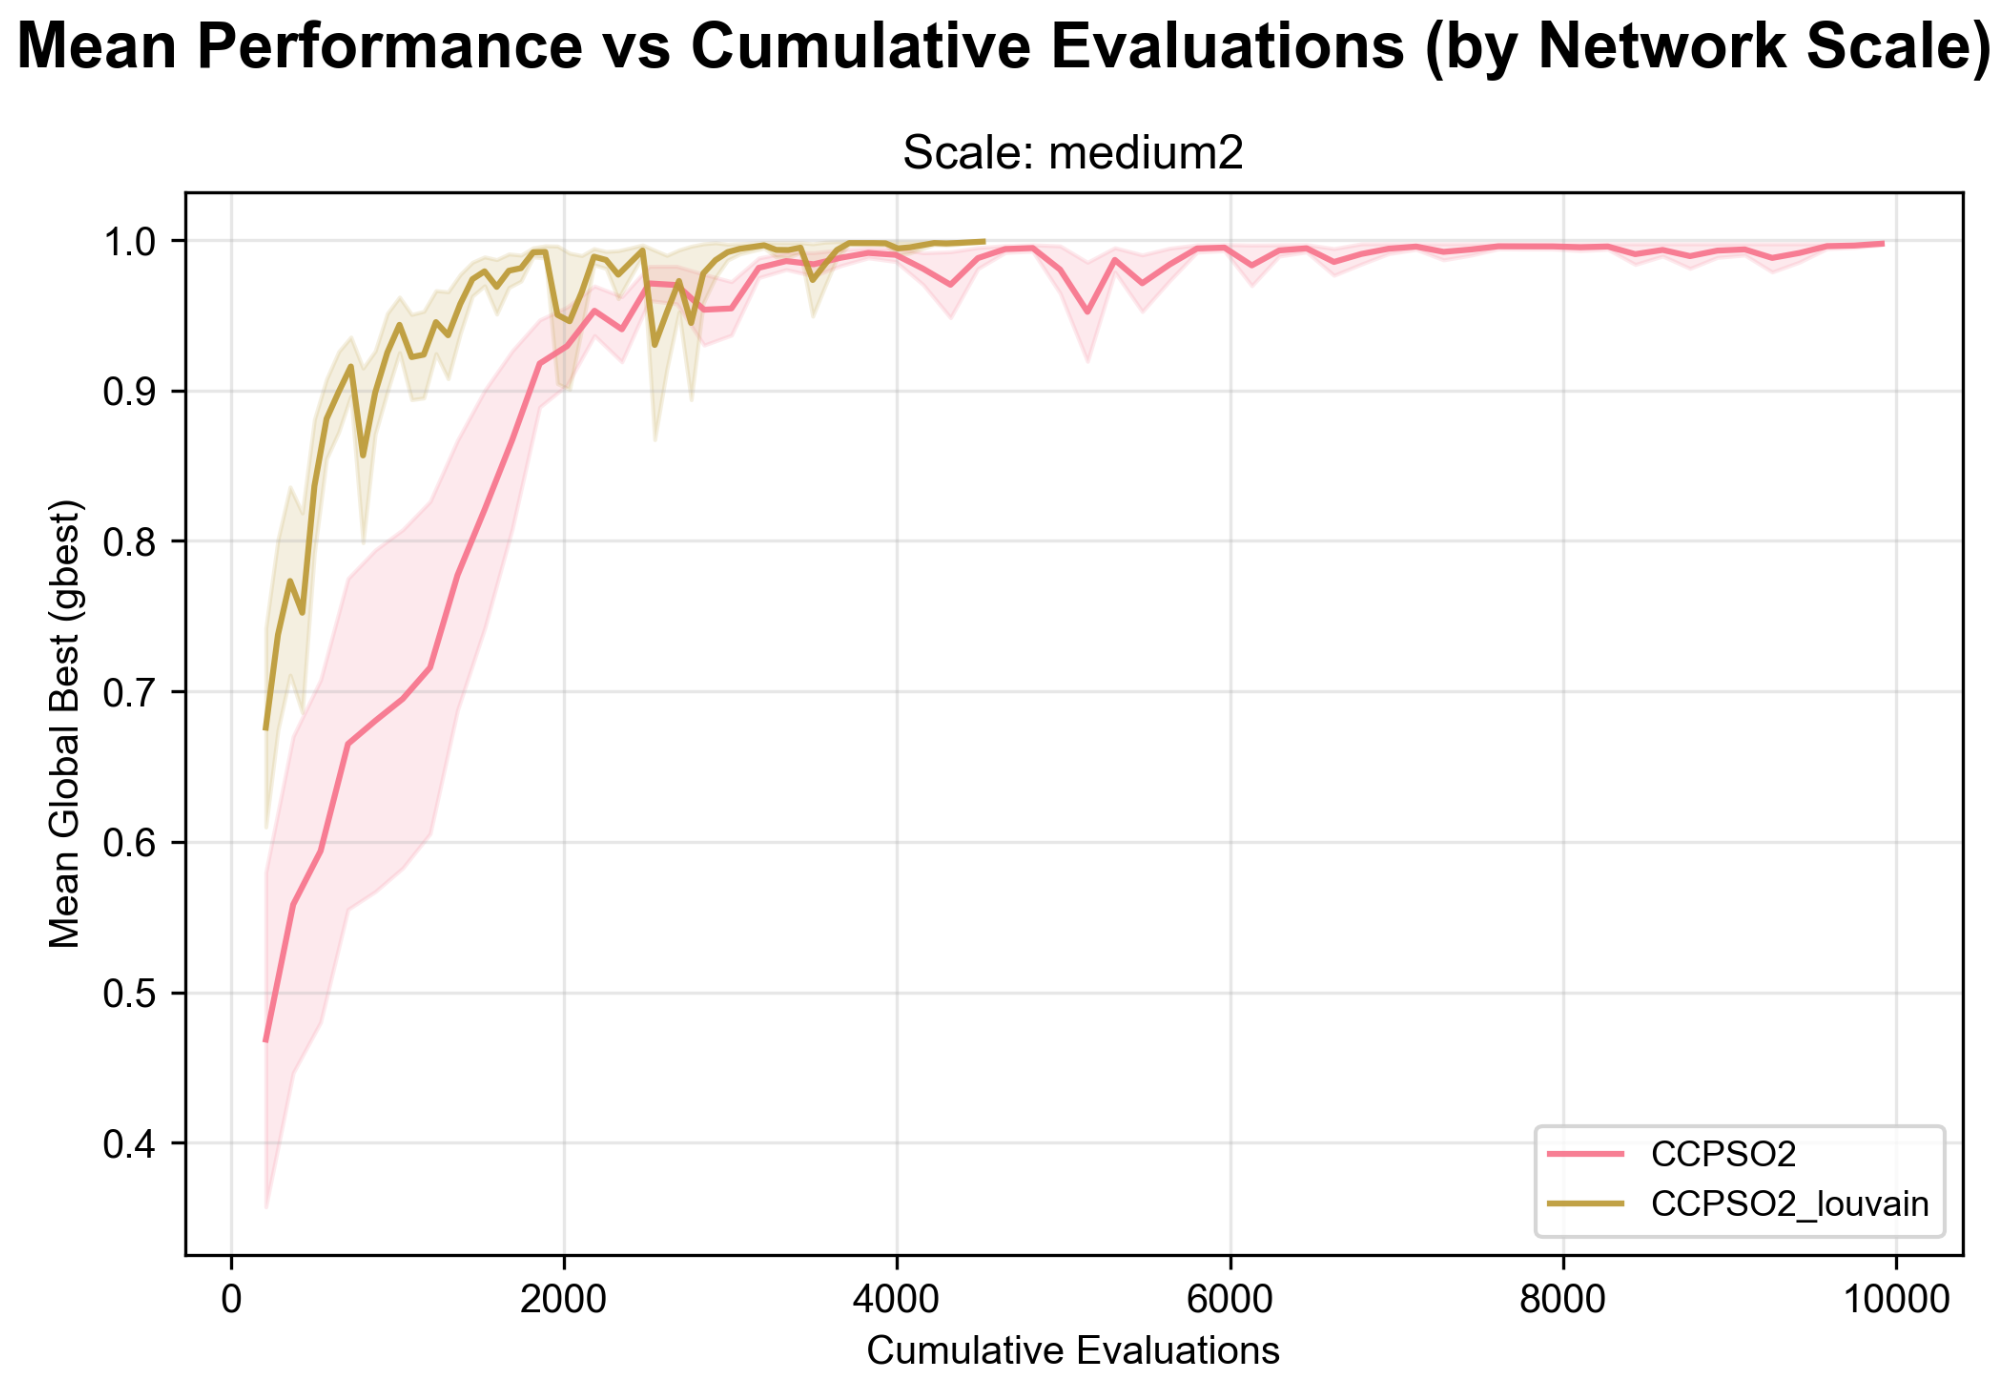 Mean Performance vs Cumulative Evaluations (by Network Scale)
Scale: medium2
Mean Global Best (gbest)
1.0
0.9
0.8
0.7
0.6
0.5
0.4
CCPSO2
CCPSO2_louvain
0 2000 4000 6000 8000 10000
Cumulative Evaluations